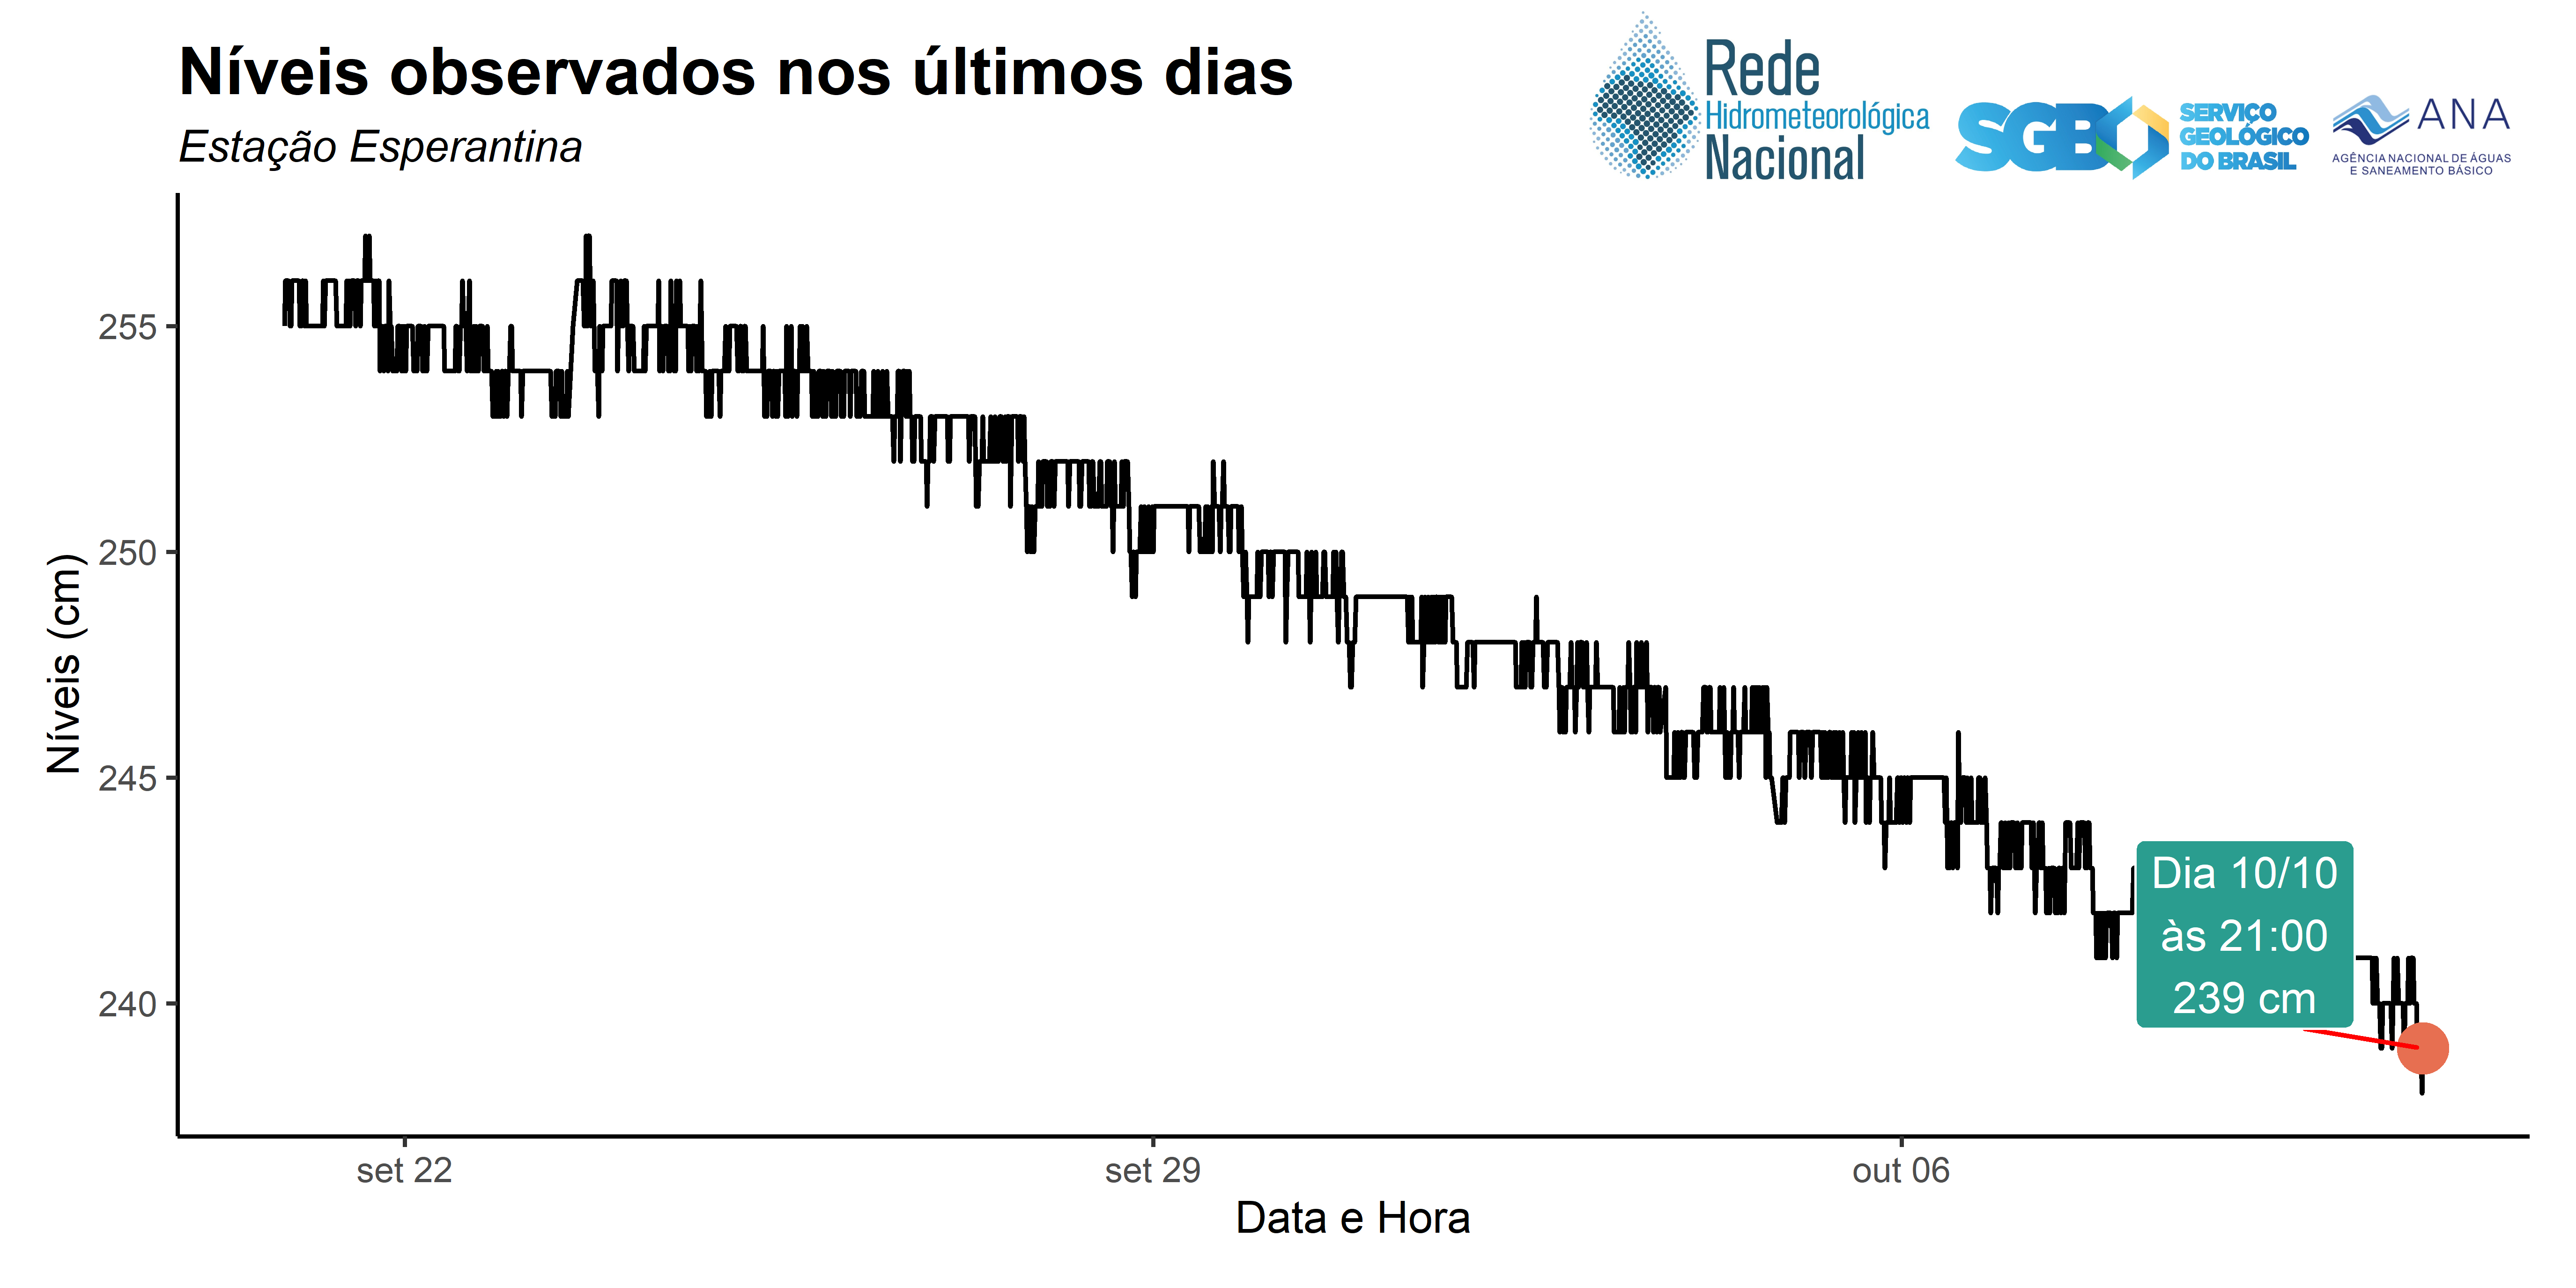 Níveis observados nos últimos dias
Estação Esperantina
Rede
Hidrometeorológica
Nacional
SGB
SERVIÇO
GEOLÓGICO
DO BRASIL
ANA
AGÊNCIA NACIONAL DE ÁGUAS
E SANEAMENTO BÁSICO
Níveis (cm)
255
250
245
240
Dia 10/10
às 21:00
239 cm
set 22
set 29
out 06
Data e Hora